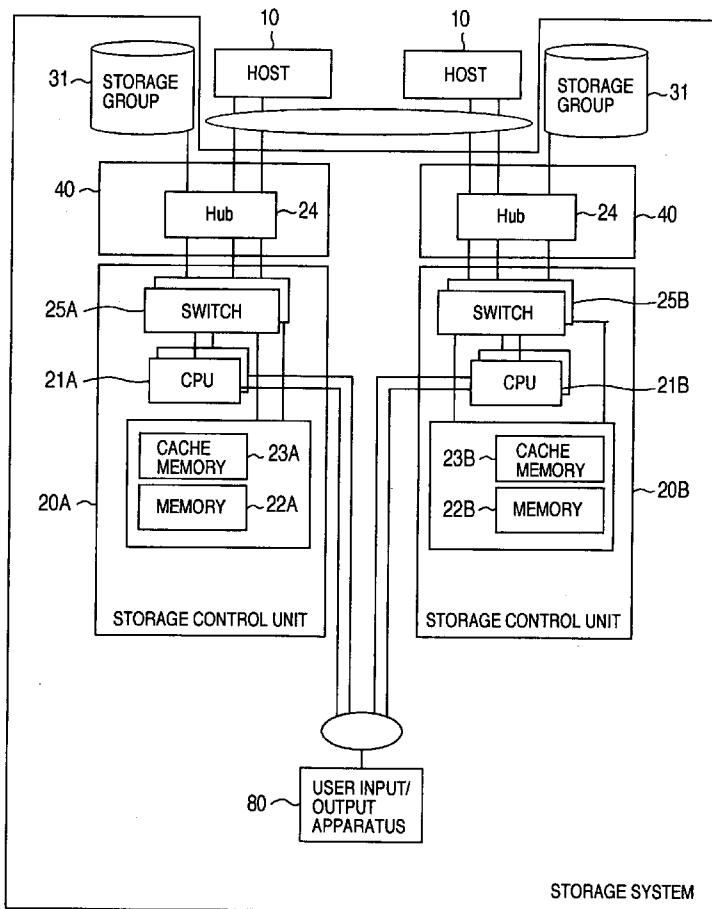 10
10
31
STORAGE
GROUP
HOST
HOST
STORAGE
GROUP
31
40
Hub
24
Hub
24
40
25A
SWITCH
SWITCH
25B
21A
CPU
CPU
21B
CACHE
MEMORY
23A
23B
CACHE
MEMORY
20A
MEMORY
22A
22B
MEMORY
20B
STORAGE CONTROL UNIT
STORAGE CONTROL UNIT
80
USER INPUT/
OUTPUT
APPARATUS
STORAGE SYSTEM